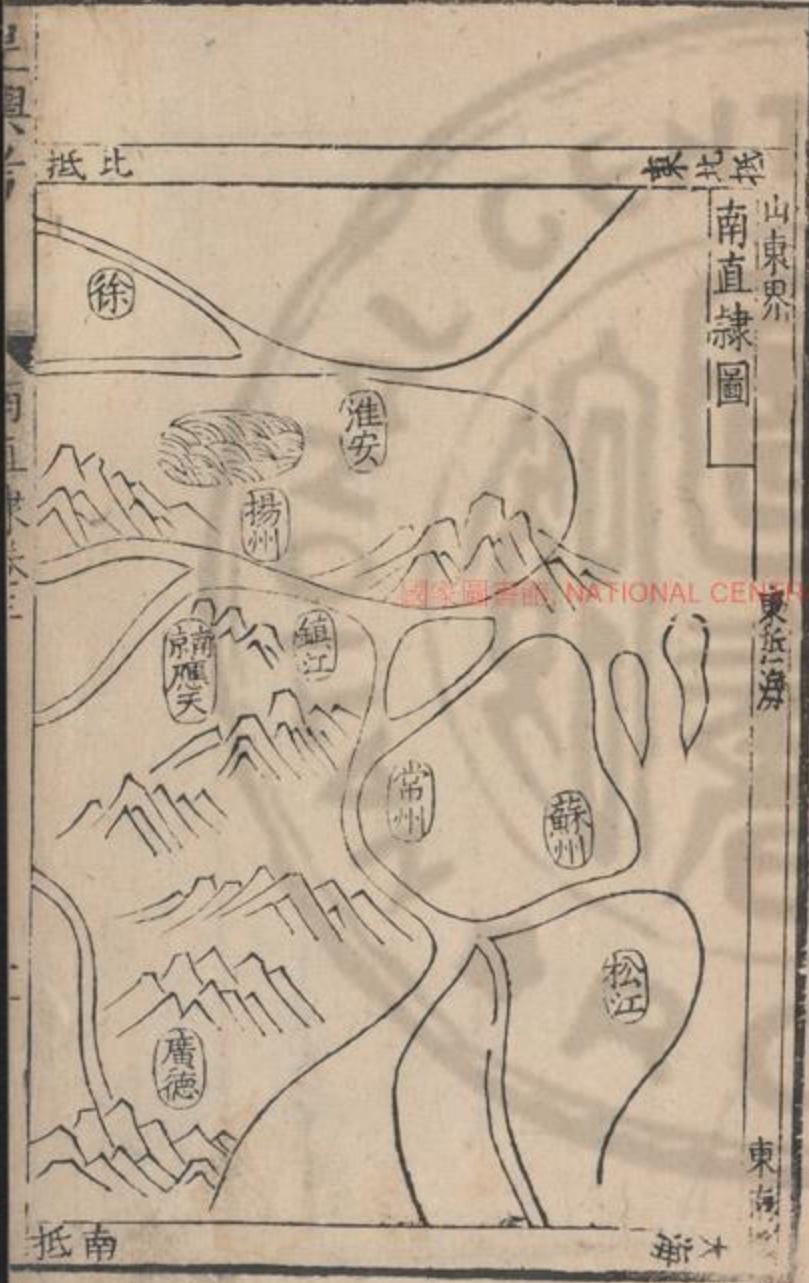 南直隷圖
山東界
東北抵
北抵
徐
淮安
揚州
國家圖書館 NATIONAL CENTR
東抵海
鎮江
南京應天
常州
蘇州
松江
廣德
東海
大海
南抵